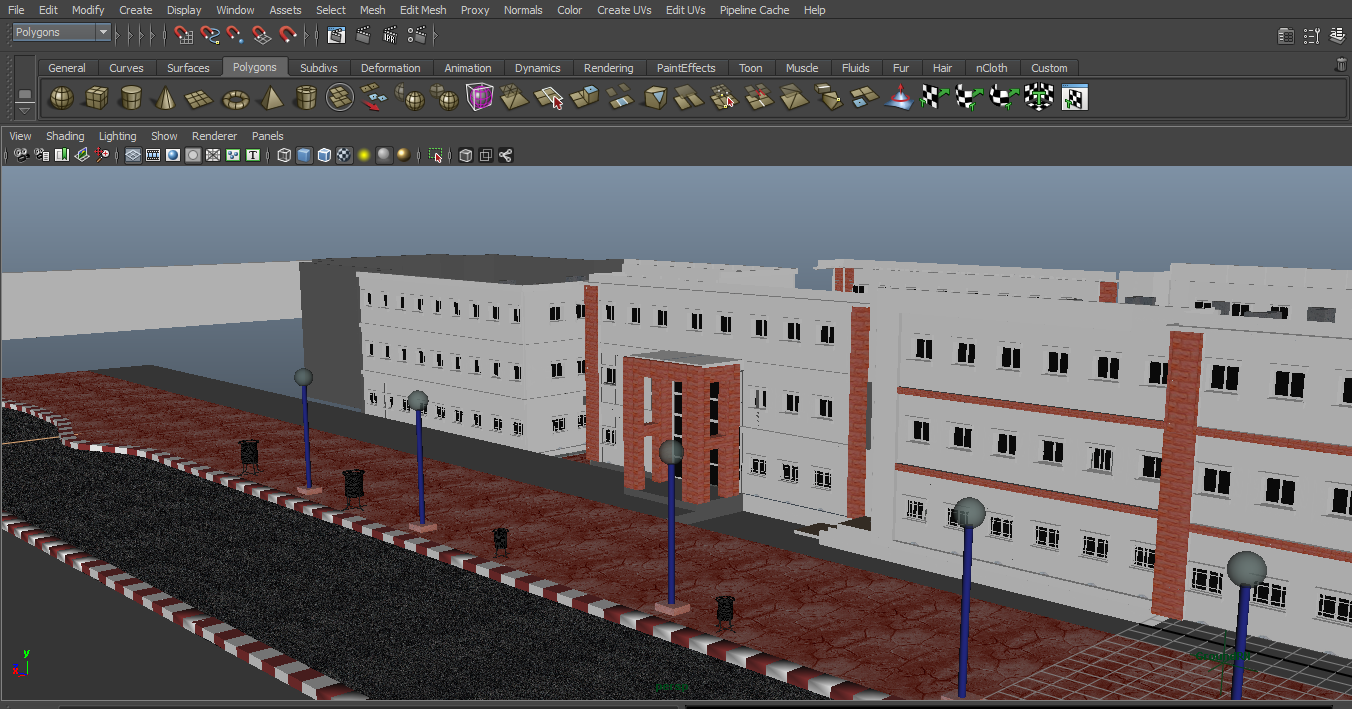 File Edit Modify Create Display Window Assets Select Mesh Edit Mesh Proxy Normals Color Create UVs Edit UVs Pipeline Cache Help
Polygons
General Curves Surfaces Polygons Subdivs Deformation Animation Dynamics Rendering PaintEffects Toon Muscle Fluids Fur Hair nCloth Custom
View Shading Lighting Show Renderer Panels
y
x
persp